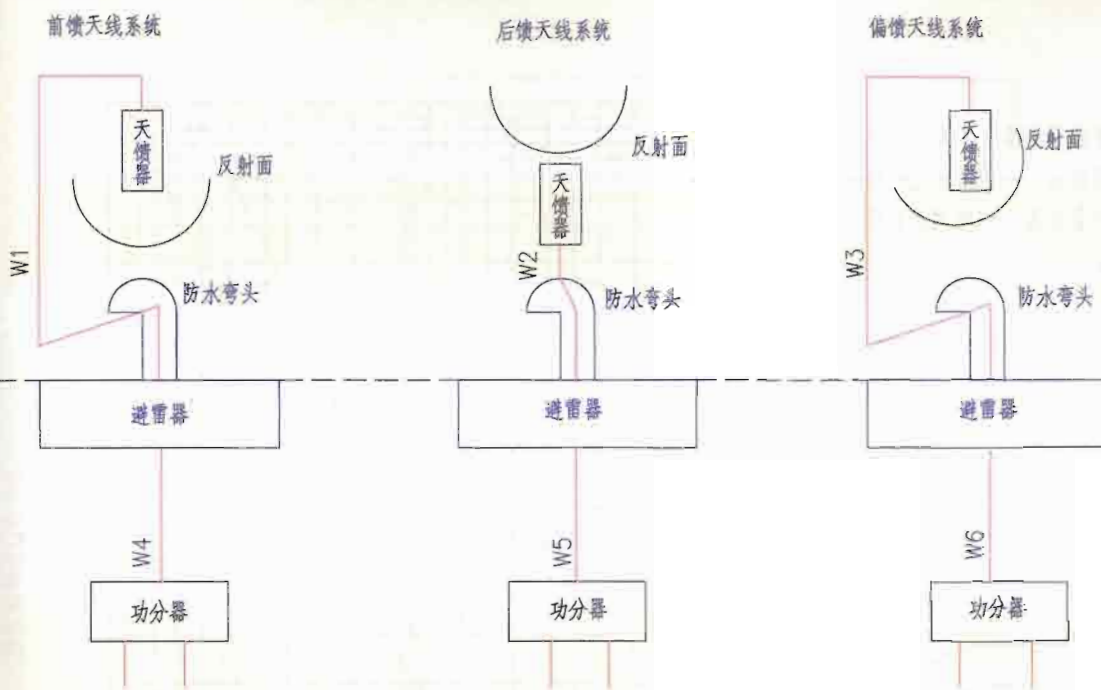 前馈天线系统
后馈天线系统
偏馈天线系统
天馈器
反射面
天馈器
反射面
天馈器
反射面
W1
W2
W3
防水弯头
防水弯头
防水弯头
避雷器
避雷器
避雷器
W4
W5
W6
功分器
功分器
功分器